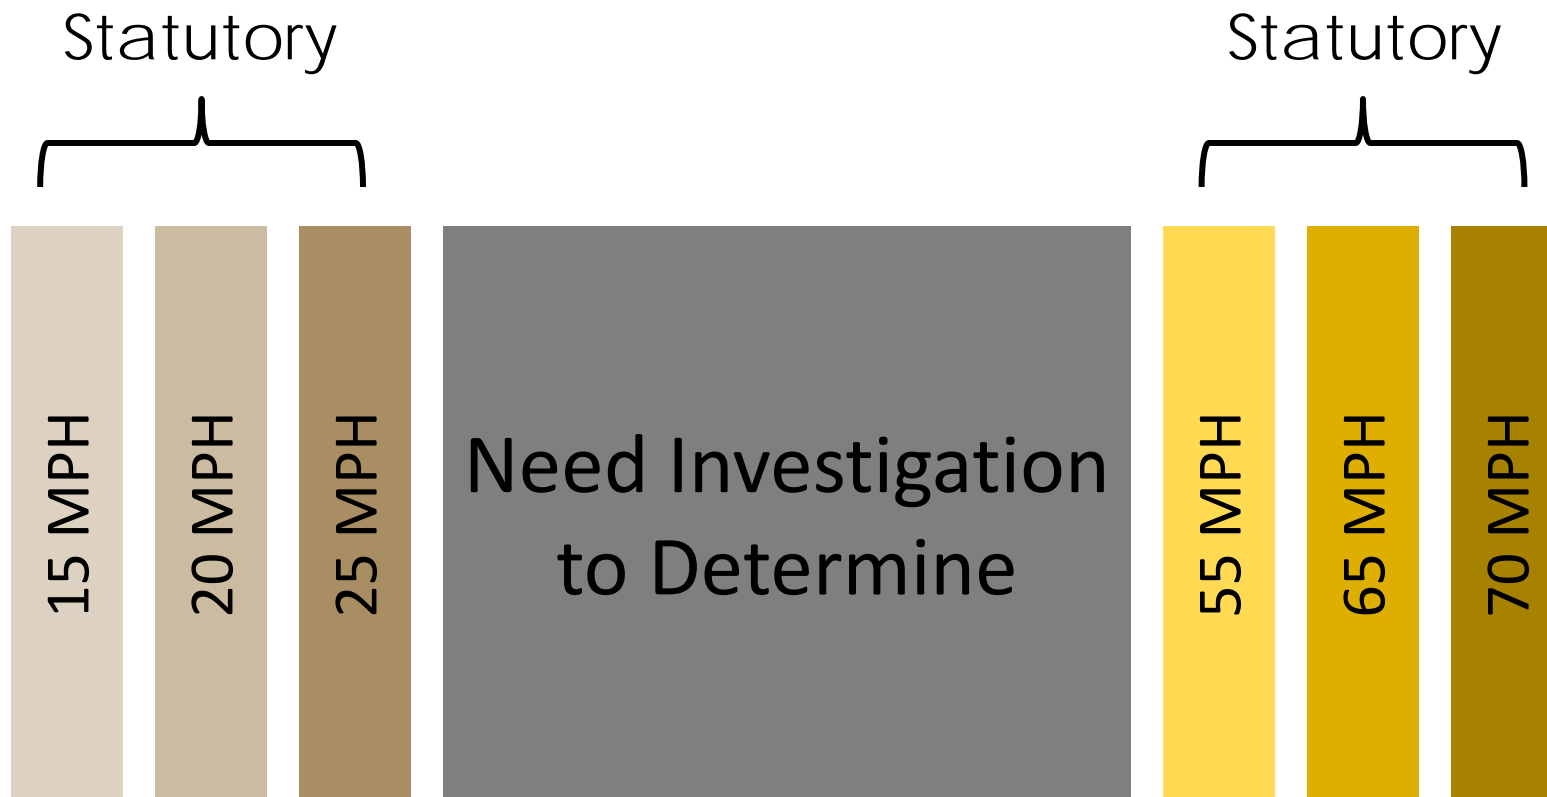 Statutory
Statutory
15 MPH
20 MPH
25 MPH
Need Investigation
to Determine
55 MPH
65 MPH
70 MPH